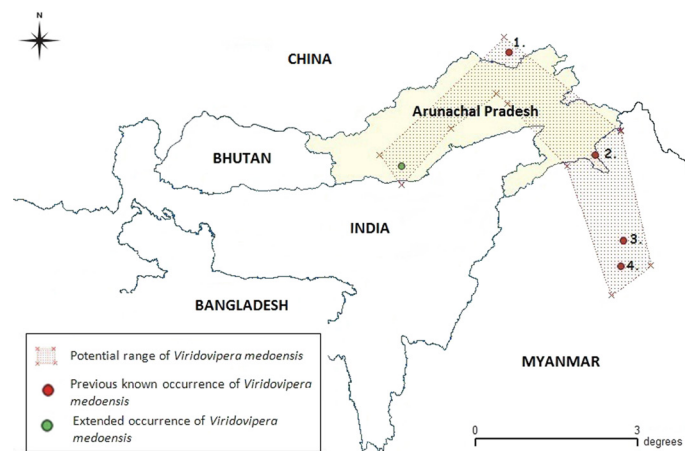 N
CHINA
1.
Arunachal Pradesh
BHUTAN
2.
INDIA
3.
4.
BANGLADESH
MYANMAR
Potential range of Viridovipera medoensis
Previous known occurrence of Viridovipera
medoensis
Extended occurrence of Viridovipera
medoensis
0 3
degrees